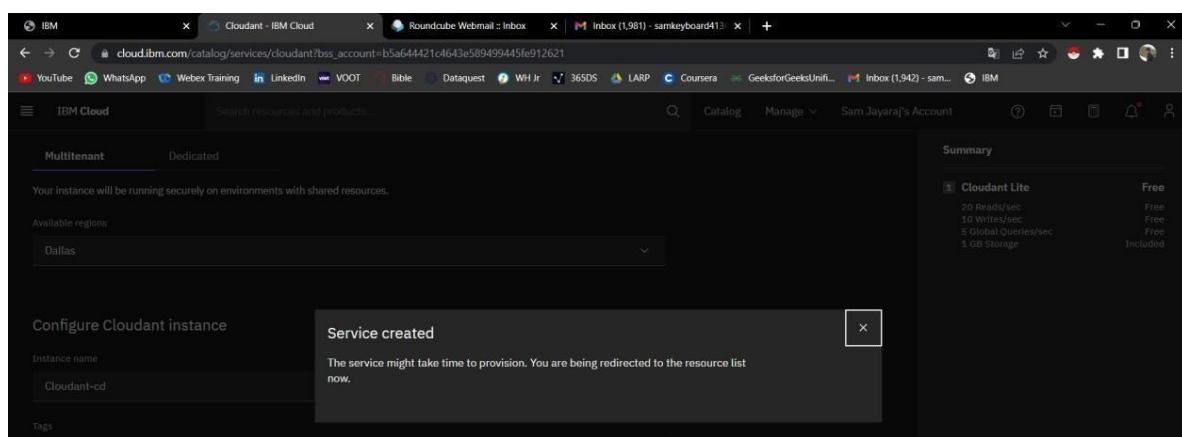 IBM
Cloudant - IBM Cloud
Roundcube Webmail :: Inbox
Inbox (1,981) - samkeyboard413
cloud.ibm.com/catalog/services/cloudant?bss_account=b5a644421c4643e589499445fe912621
YouTube WhatsApp Webex Training LinkedIn VOOT Bible Dataquest WH Jr 365DS LARP Coursera GeeksforGeeksUnifi... Inbox (1,942) - sam... IBM
IBM Cloud Search resources and products... Catalog Manage Sam Jayaraj's Account
Multitenant Dedicated
Your instance will be running securely on environments with shared resources.
Available regions
Dallas
Configure Cloudant instance
Instance name
Cloudant-cd
Tags
Service created
The service might take time to provision. You are being redirected to the resource list
now.
Summary
1 Cloudant Lite Free
20 Reads/sec Free
10 Writes/sec Free
5 Global Queries/sec Free
1 GB Storage Included